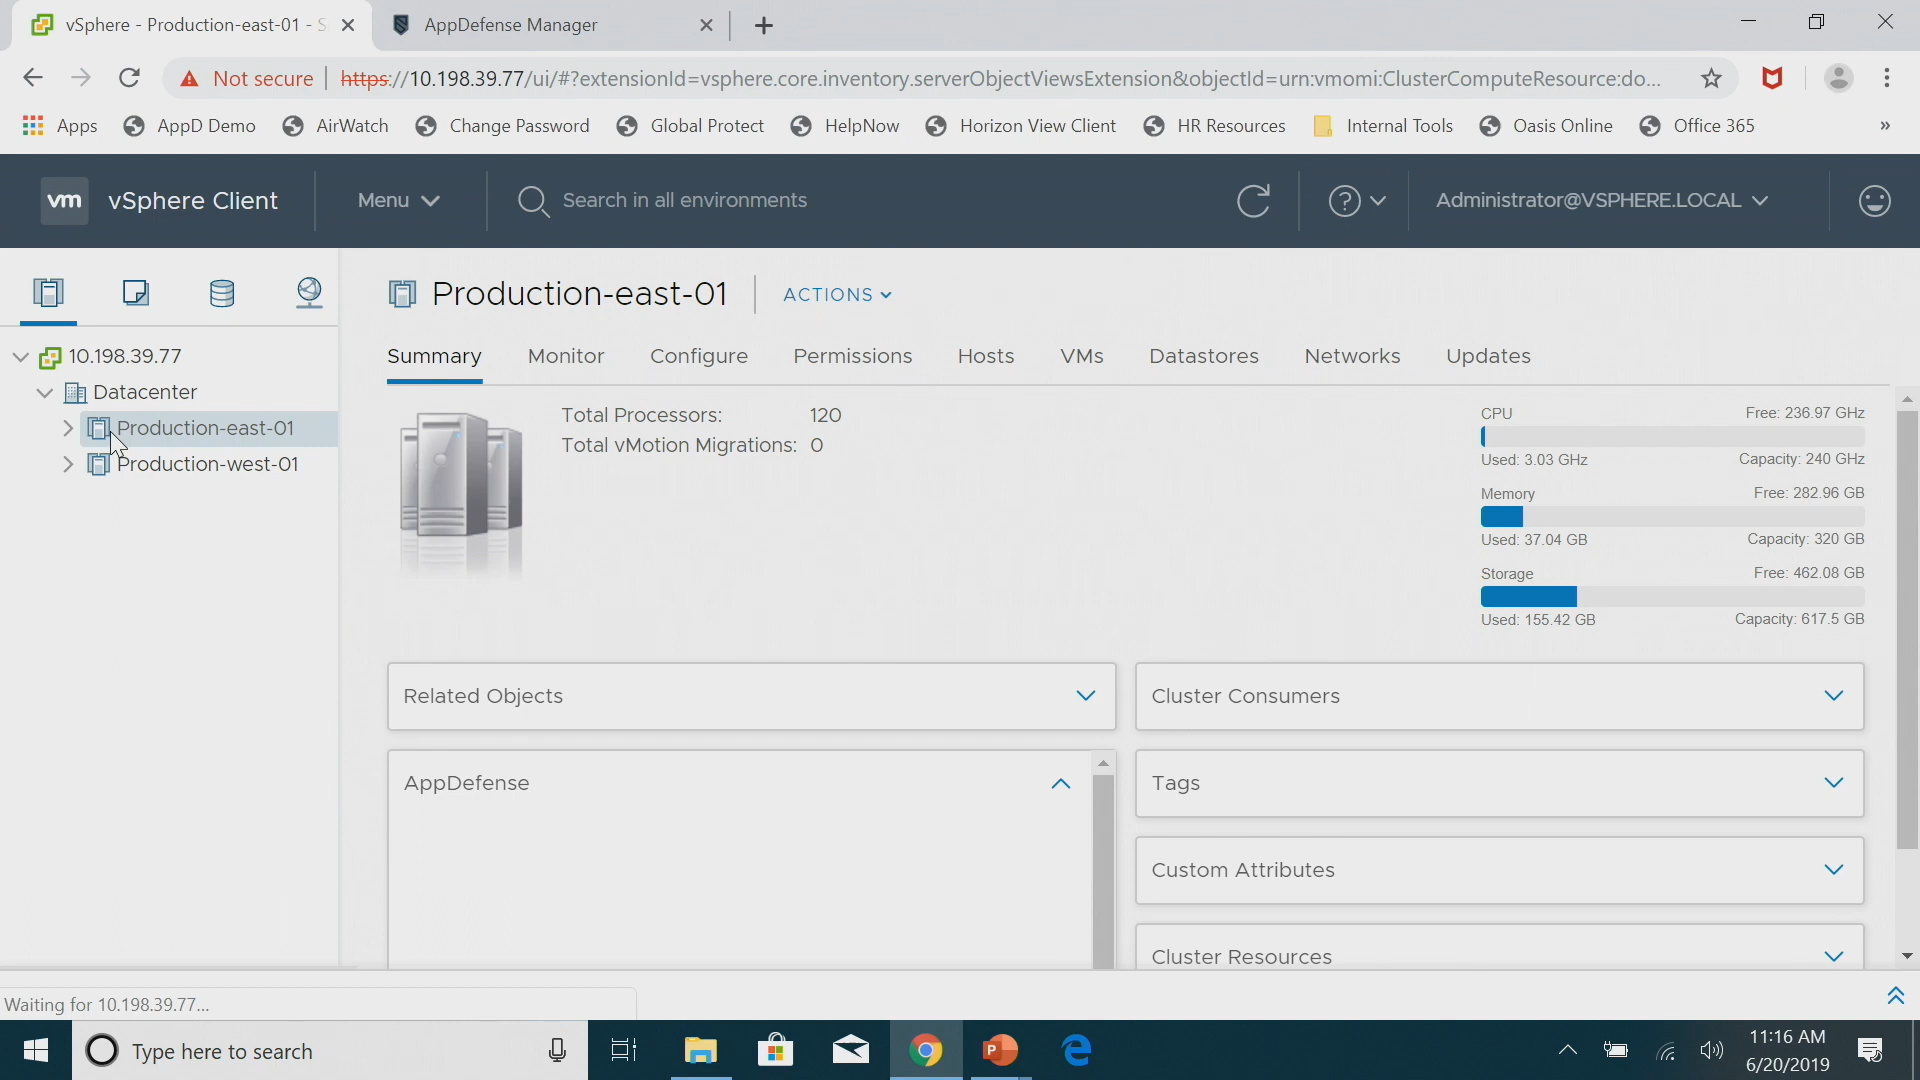 vSphere - Production-east-01 - S
AppDefense Manager
Not secure
https://10.198.39.77/ui/#?extensionId=vsphere.core.inventory.serverObjectViewsExtension&objectId=urn:vmomi:ClusterComputeResource:do...
Apps
AppD Demo
AirWatch
Change Password
Global Protect
HelpNow
Horizon View Client
HR Resources
Internal Tools
Oasis Online
Office 365
»
vm
vSphere Client
Menu
Search in all environments
Administrator@VSPHERE.LOCAL
10.198.39.77
Datacenter
Production-east-01
Production-west-01
Production-east-01
ACTIONS
Summary
Monitor
Configure
Permissions
Hosts
VMs
Datastores
Networks
Updates
Total Processors: 120
Total vMotion Migrations: 0
CPU Free: 236.97 GHz
Used: 3.03 GHz Capacity: 240 GHz
Memory Free: 282.96 GB
Used: 37.04 GB Capacity: 320 GB
Storage Free: 462.08 GB
Used: 155.42 GB Capacity: 617.5 GB
Related Objects
Cluster Consumers
AppDefense
Tags
Custom Attributes
Cluster Resources
Waiting for 10.198.39.77...
Type here to search
11:16 AM
6/20/2019